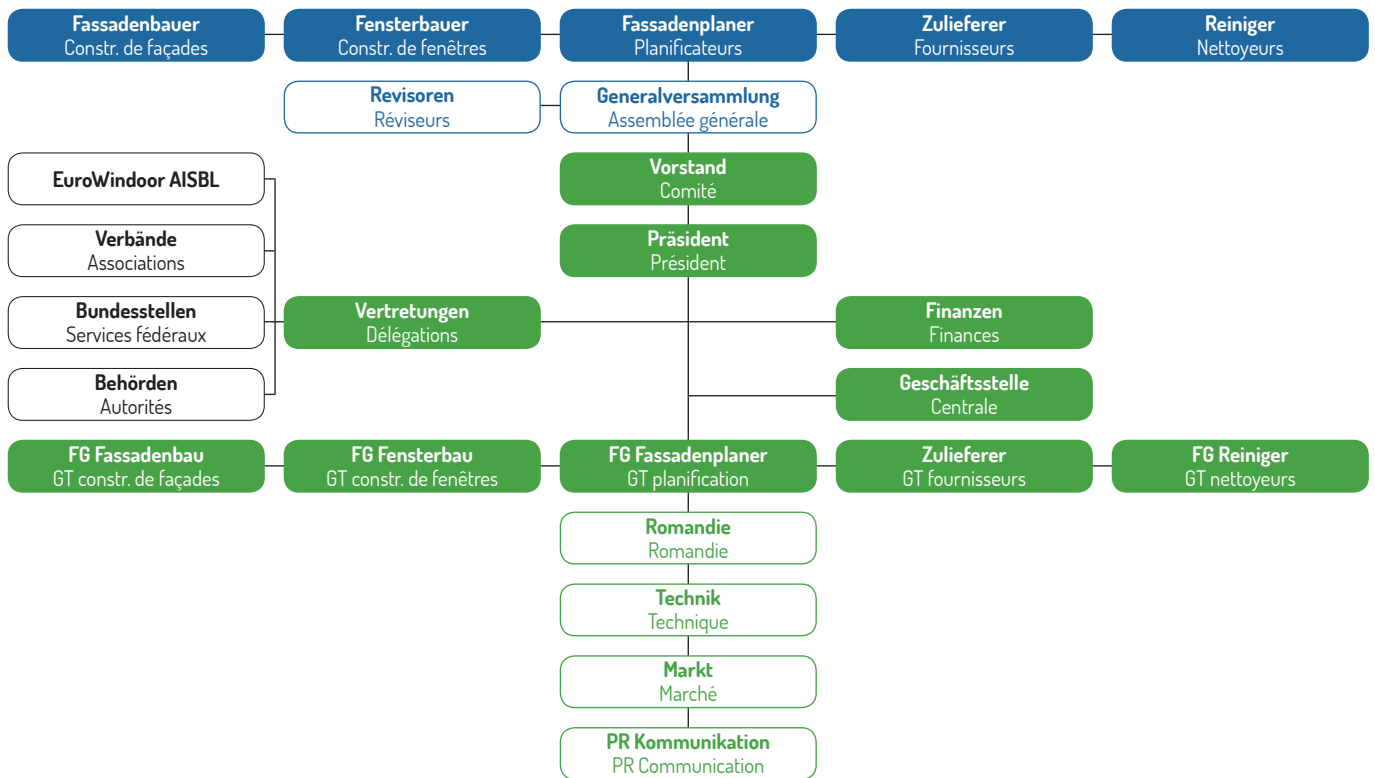 Fassadenbauer
Constr. de façades
Fensterbauer
Constr. de fenêtres
Fassadenplaner
Planificateurs
Zulieferer
Fournisseurs
Reiniger
Nettoyeurs
Revisoren
Réviseurs
Generalversammlung
Assemblée générale
EuroWindoor AISBL
Vorstand
Comité
Verbände
Associations
Präsident
Président
Bundesstellen
Services fédéraux
Vertretungen
Délégations
Finanzen
Finances
Behörden
Autorités
Geschäftsstelle
Centrale
FG Fassadenbau
GT constr. de façades
FG Fensterbau
GT constr. de fenêtres
FG Fassadenplaner
GT planification
Zulieferer
GT fournisseurs
FG Reiniger
GT nettoyeurs
Romandie
Romandie
Technik
Technique
Markt
Marché
PR Kommunikation
PR Communication